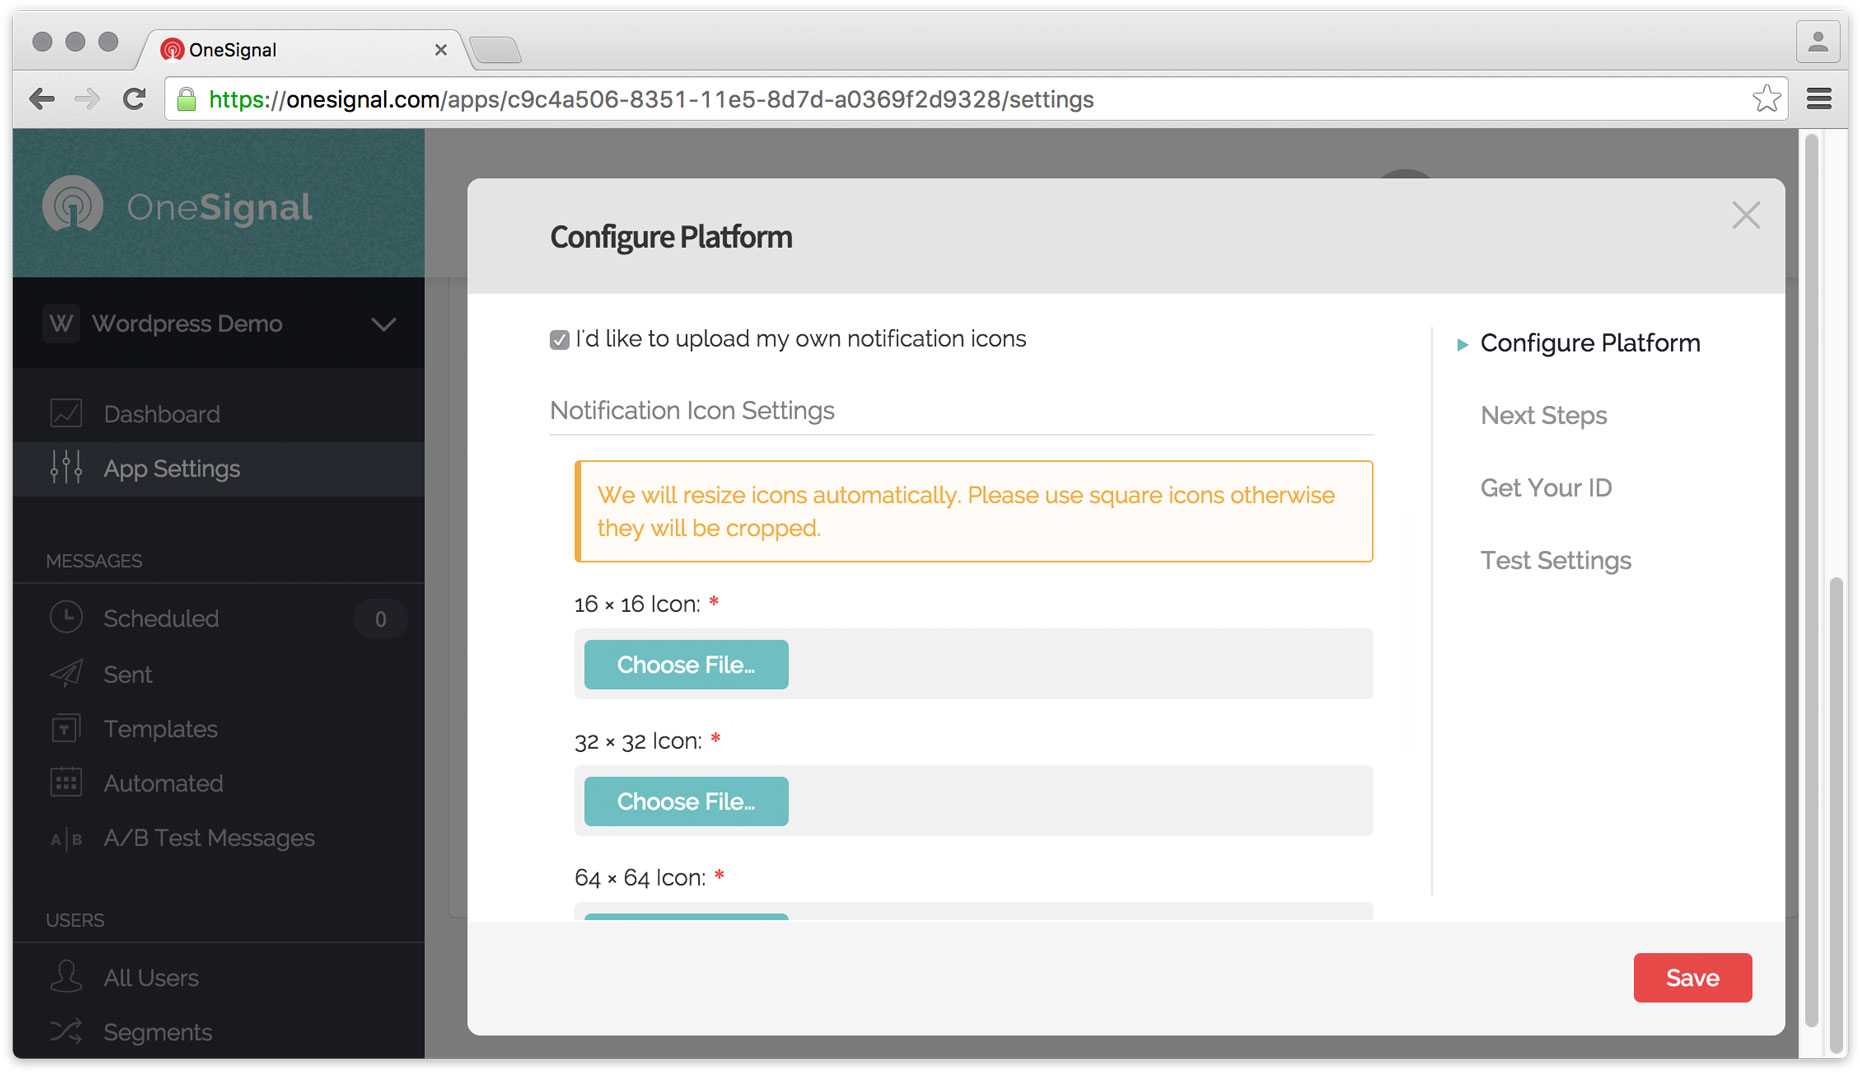 OneSignal
https://onesignal.com/apps/c9c4a506-8351-11e5-8d7d-a0369f2d9328/settings
OneSignal
W Wordpress Demo
Dashboard
App Settings
MESSAGES
Scheduled 0
Sent
T Templates
Automated
A|B A/B Test Messages
USERS
All Users
Segments
Configure Platform
I'd like to upload my own notification icons
Notification Icon Settings
We will resize icons automatically. Please use square icons otherwise
they will be cropped.
16 × 16 Icon: *
Choose File...
32 × 32 Icon: *
Choose File...
64 × 64 Icon: *
Configure Platform
Next Steps
Get Your ID
Test Settings
Save